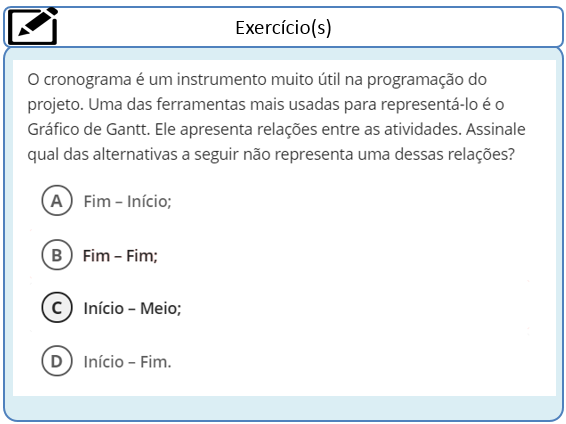 Exercício(s)
O cronograma é um instrumento muito útil na programação do
projeto. Uma das ferramentas mais usadas para representá-lo é o
Gráfico de Gantt. Ele apresenta relações entre as atividades. Assinale
qual das alternativas a seguir não representa uma dessas relações?
A Fim – Início;
B Fim – Fim;
C Início – Meio;
D Início – Fim.